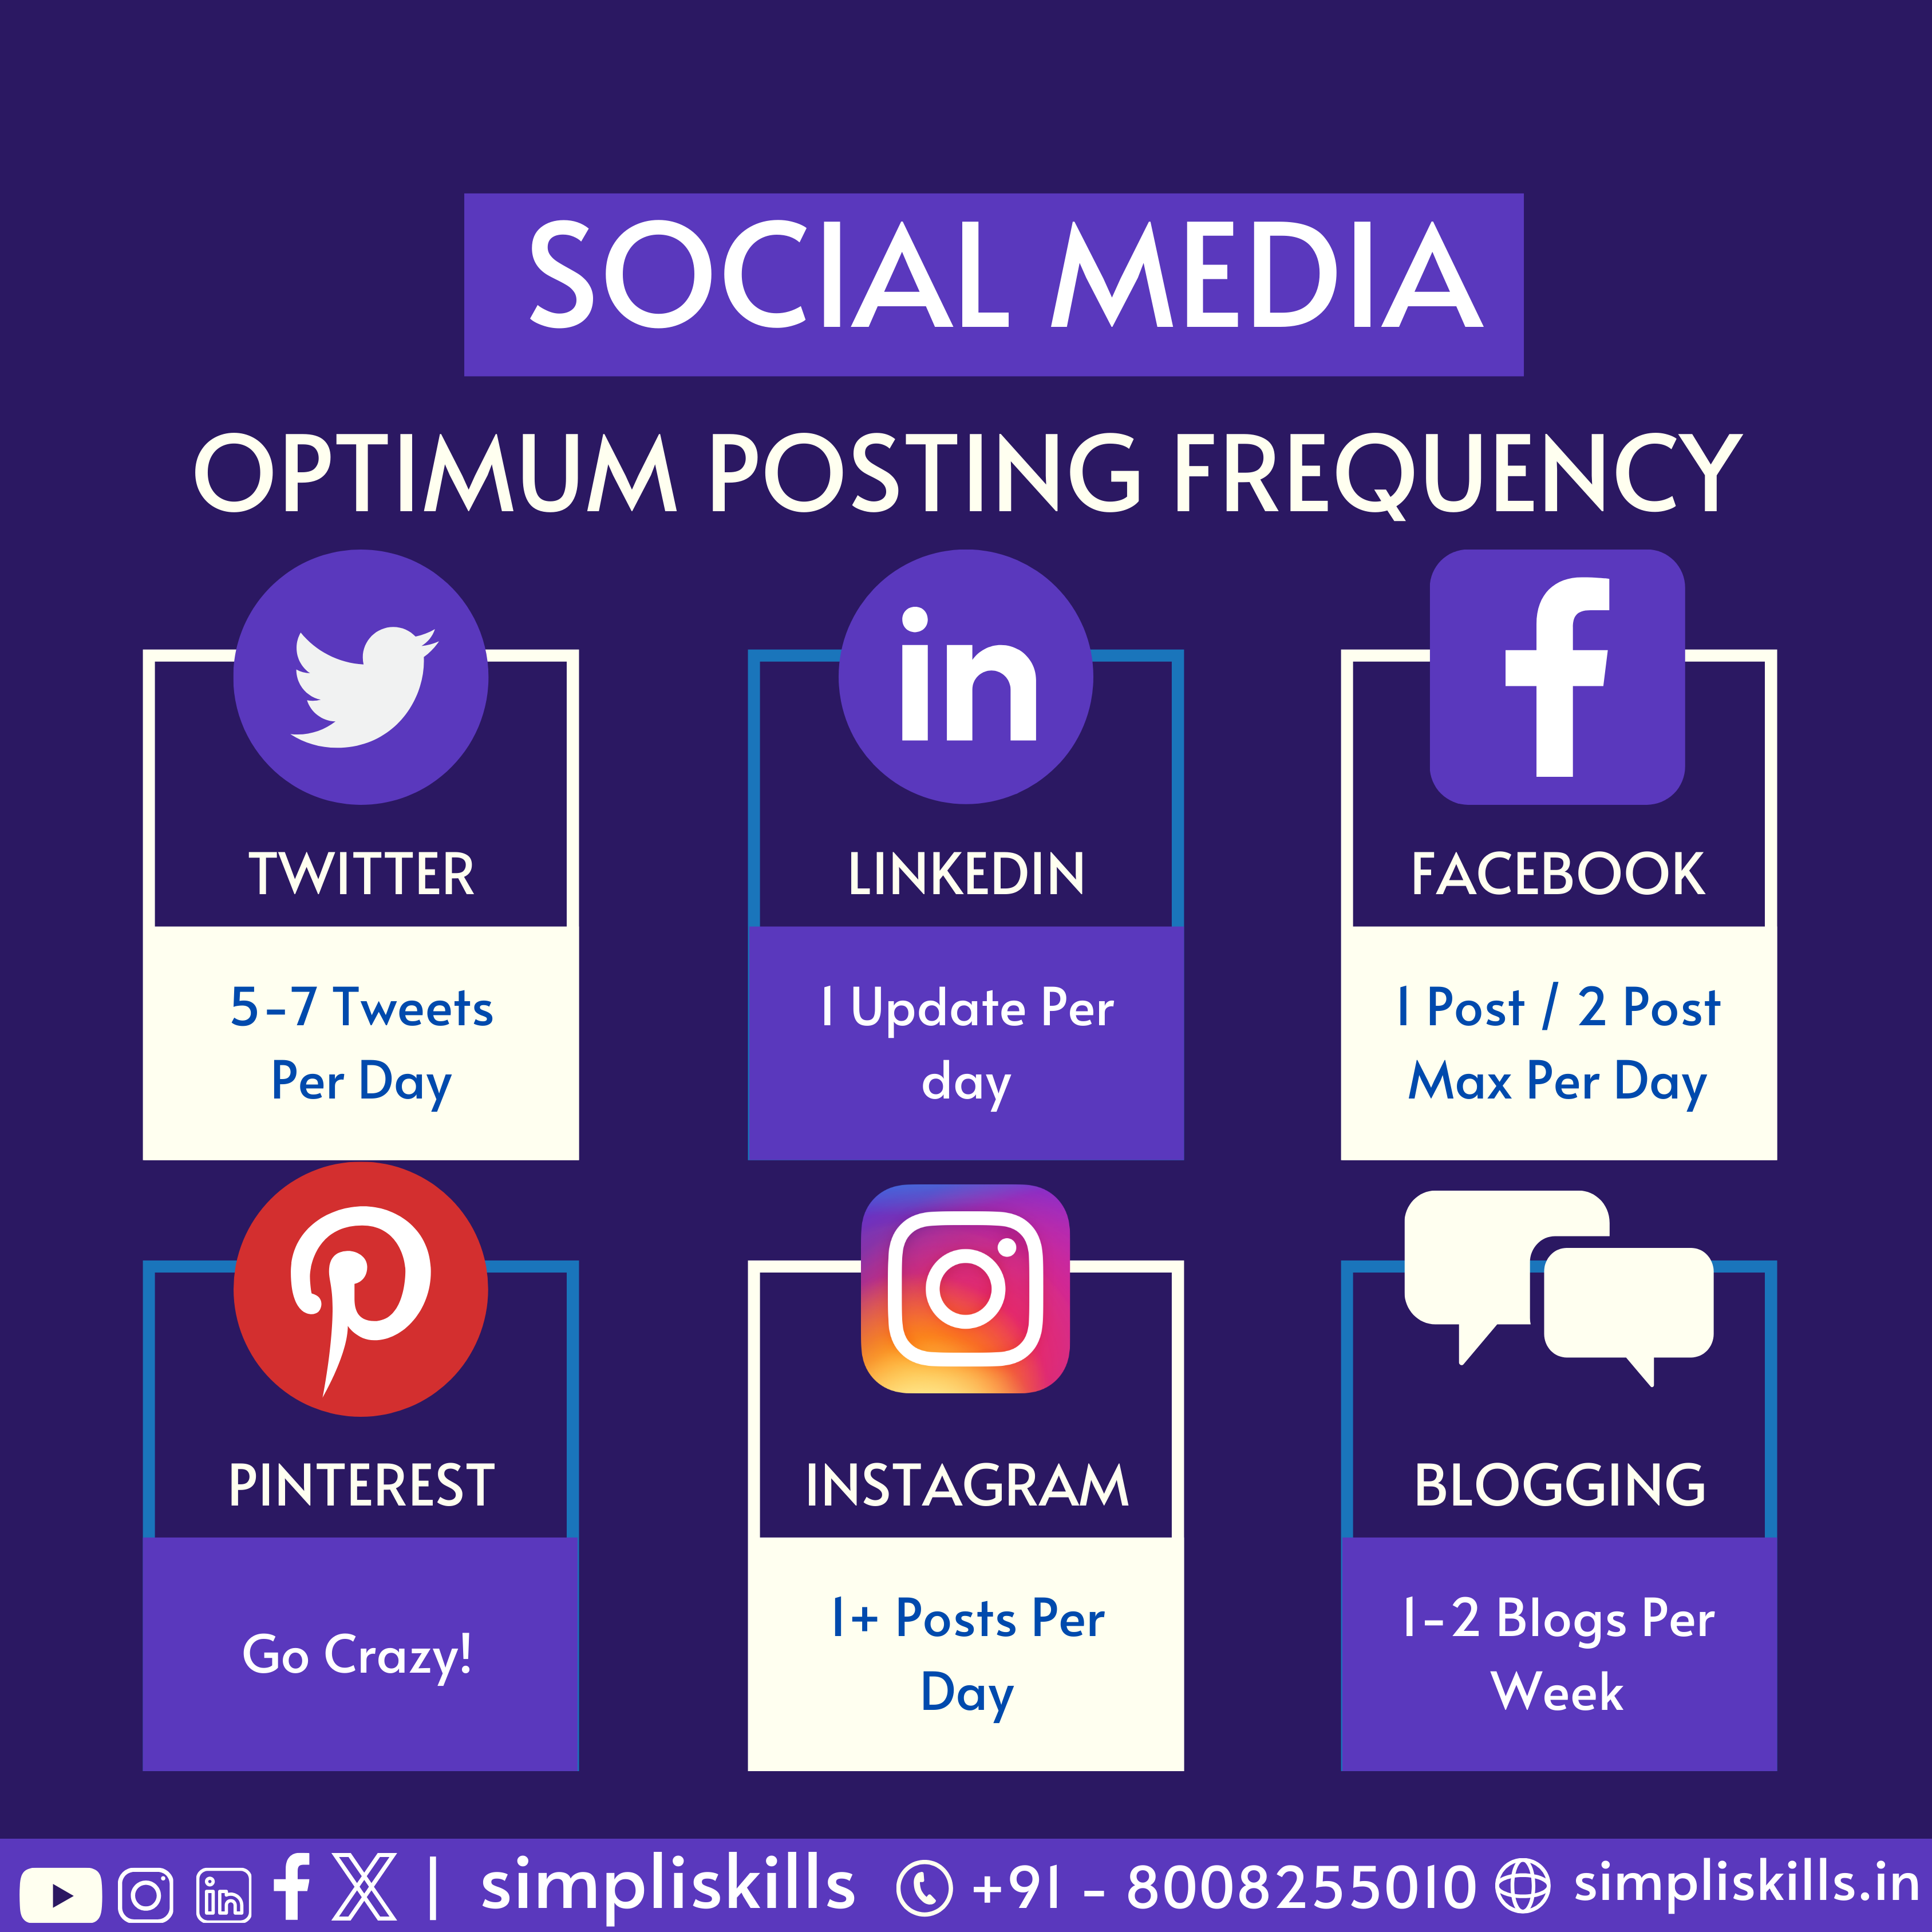 SOCIAL MEDIA
OPTIMUM POSTING FREQUENCY
TWITTER
5-7 Tweets
Per Day
LINKEDIN
1 Update Per
day
FACEBOOK
1 Post / 2 Post
Max Per Day
PINTEREST
Go Crazy!
INSTAGRAM
1+ Posts Per
Day
BLOGGING
1-2 Blogs Per
Week
| simpliskills +91 - 8008255010 simpliskills.in